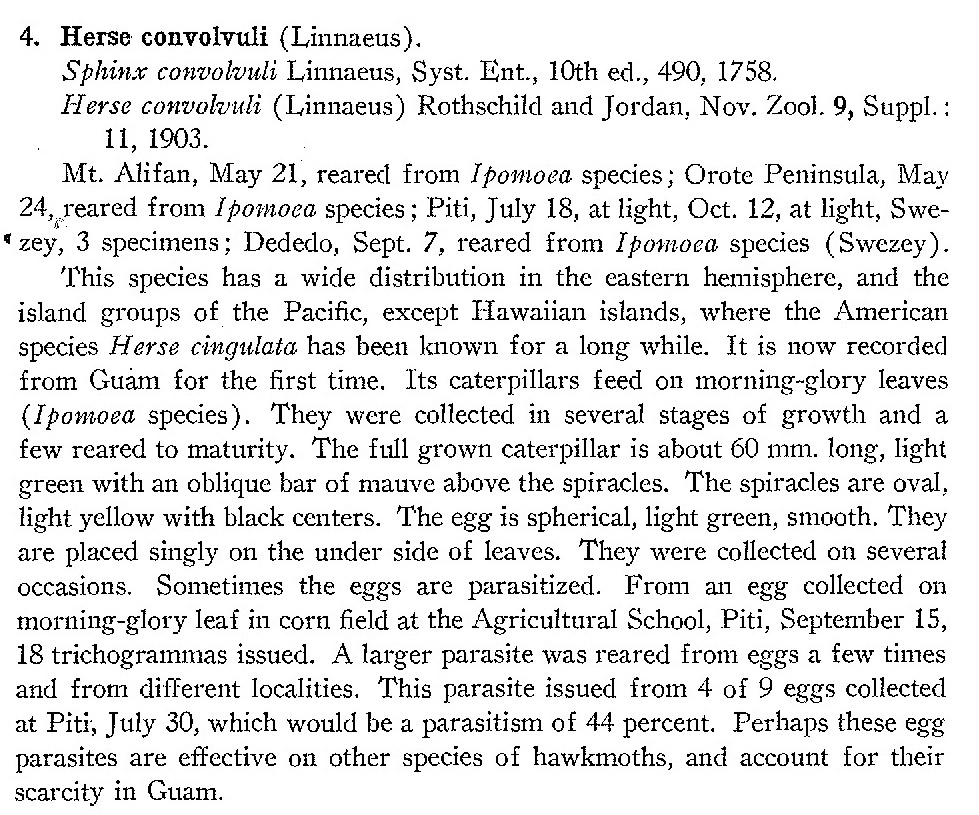 4. Herse convolvuli (Linnaeus).
Sphinx convolvuli Linnaeus, Syst. Ent., 10th ed., 490, 1758.
Herse convolvuli (Linnaeus) Rothschild and Jordan, Nov. Zool. 9, Suppl.:
11, 1903.
Mt. Alifan, May 21, reared from Ipomoea species; Orote Peninsula, May
24, reared from Ipomoea species; Piti, July 18, at light, Oct. 12, at light, Swe-
zey, 3 specimens; Dededo, Sept. 7, reared from Ipomoea species (Swezey).
This species has a wide distribution in the eastern hemisphere, and the
island groups of the Pacific, except Hawaiian islands, where the American
species Herse cingulata has been known for a long while. It is now recorded
from Guam for the first time. Its caterpillars feed on morning-glory leaves
(Ipomoea species). They were collected in several stages of growth and a
few reared to maturity. The full grown caterpillar is about 60 mm. long, light
green with an oblique bar of mauve above the spiracles. The spiracles are oval,
light yellow with black centers. The egg is spherical, light green, smooth. They
are placed singly on the under side of leaves. They were collected on several
occasions. Sometimes the eggs are parasitized. From an egg collected on
morning-glory leaf in corn field at the Agricultural School, Piti, September 15,
18 trichogrammas issued. A larger parasite was reared from eggs a few times
and from different localities. This parasite issued from 4 of 9 eggs collected
at Piti, July 30, which would be a parasitism of 44 percent. Perhaps these egg
parasites are effective on other species of hawkmoths, and account for their
scarcity in Guam.